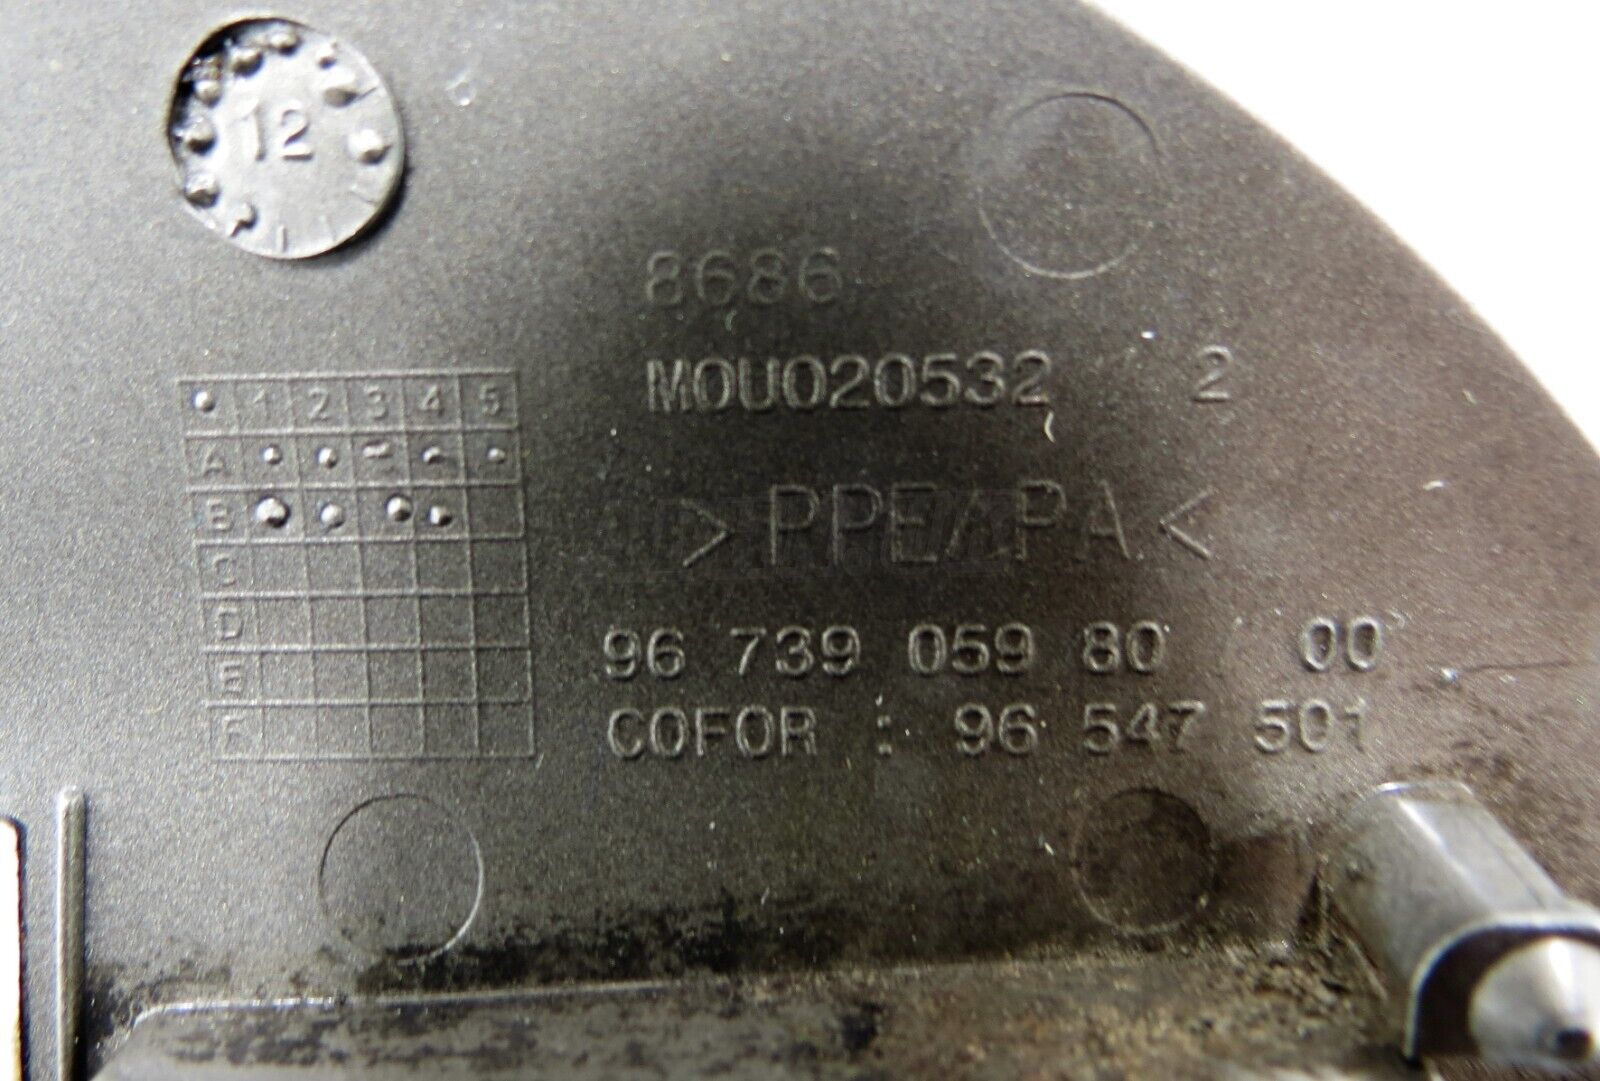 12
8686
MOU020532 2
1 2 3 4 5
A
B
C
D
E
>PPE/PA<
96 739 059 80 00
COFOR : 96 547 501